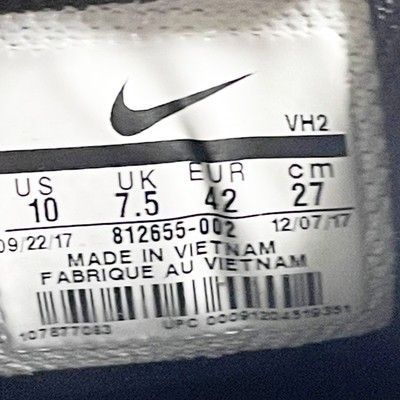 VH2
US UK EUR cm
10 7.5 42 27
09/22/17 812655-002 12/07/17
MADE IN VIETNAM
FABRIQUE AU VIETNAM
107877083 UPC 00091204519351